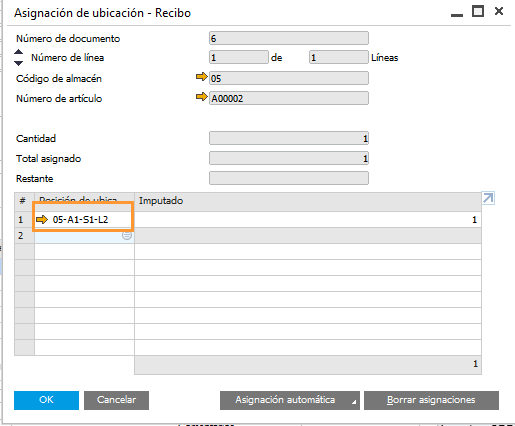 Asignación de ubicación - Recibo
Número de documento 6
Número de línea 1 de 1 Líneas
Código de almacén 05
Número de artículo A00002
Cantidad 1
Total asignado 1
Restante
# Posición de ubica... Imputado
1 05-A1-S1-L2 1
2
1
OK Cancelar Asignación automática Borrar asignaciones